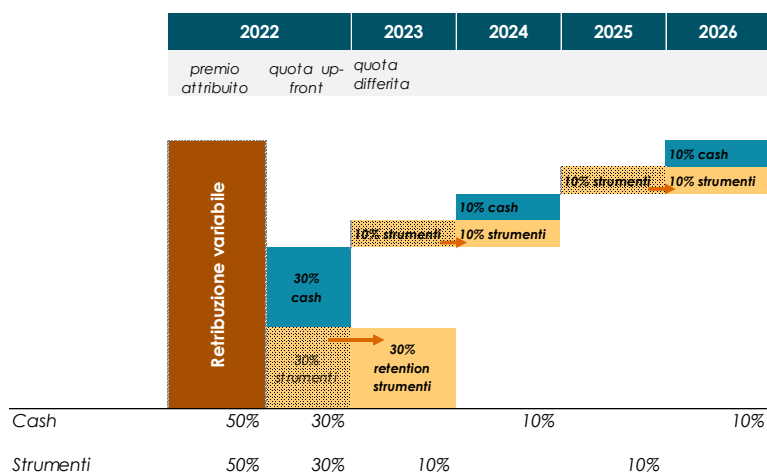 2022 2023 2024 2025 2026
premio attribuito
quota up-front
quota differita
10% cash
10% strumenti 10% strumenti
10% cash
10% strumenti 10% strumenti
Retribuzione variabile
30%
cash
30%
strumenti
30%
retention
strumenti
Cash 50% 30% 10% 10%
Strumenti 50% 30% 10% 10%